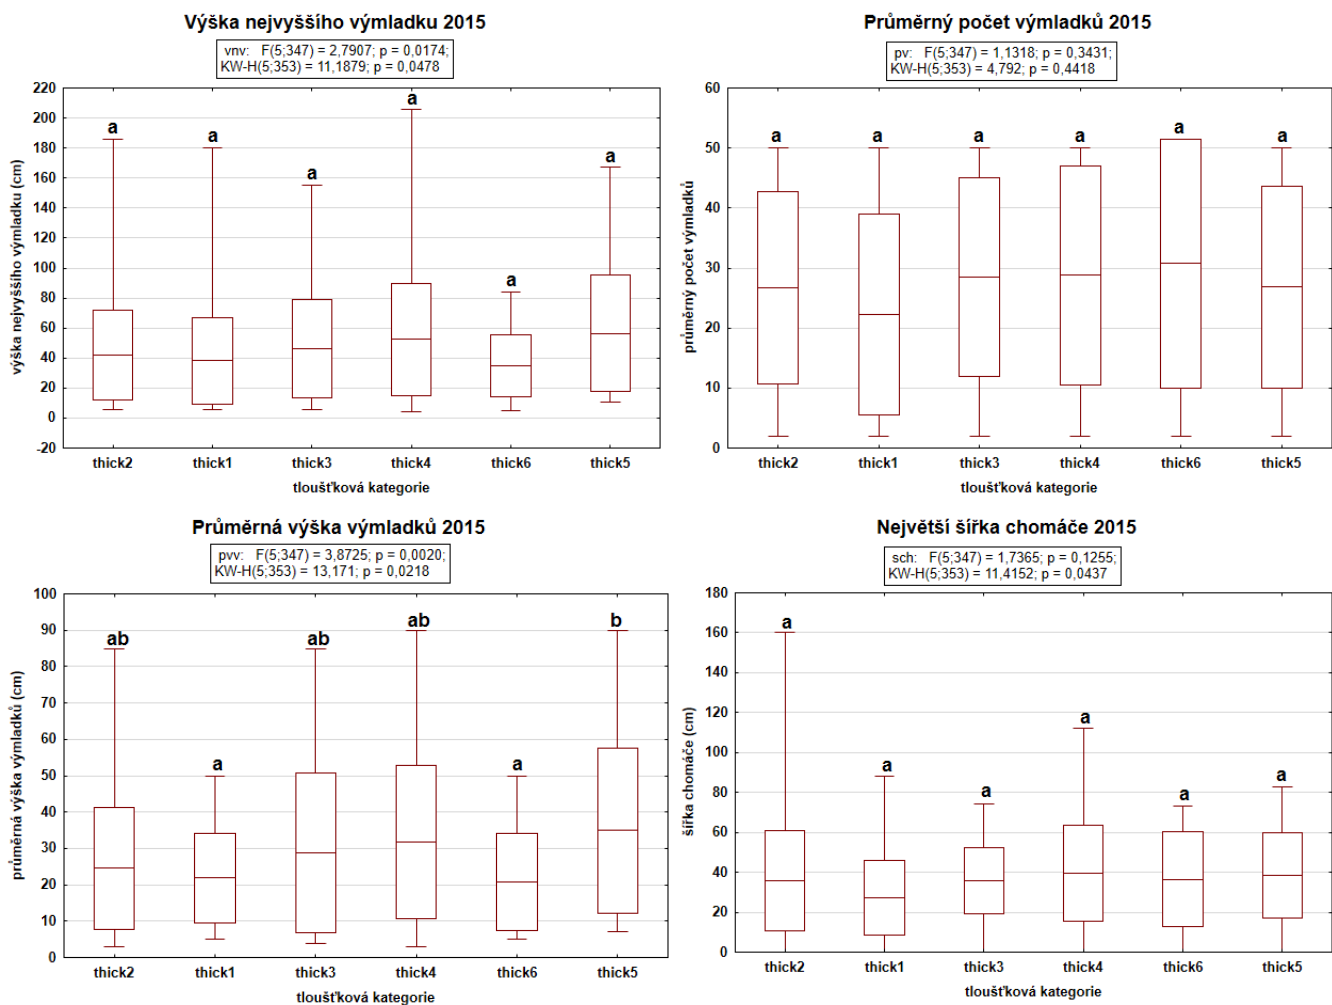 Výška nejvyššího výmladku 2015
vnv: F(5;347) = 2,7907; p = 0,0174;
KW-H(5;353) = 11,1879; p = 0,0478
220
200
180
160
140
120
100
80
60
40
20
0
-20
výška nejvyššího výmladku (cm)
a
a
a
a
a
a
thick2 thick1 thick3 thick4 thick6 thick5
tloušťková kategorie
Průměrný počet výmladků 2015
pv: F(5;347) = 1,1318; p = 0,3431;
KW-H(5;353) = 4,792; p = 0,4418
60
50
40
30
20
10
0
průměrný počet výmladků
a
a
a
a
a
a
thick2 thick1 thick3 thick4 thick6 thick5
tloušťková kategorie
Průměrná výška výmladků 2015
pvv: F(5;347) = 3,8725; p = 0,0020;
KW-H(5;353) = 13,171; p = 0,0218
100
90
80
70
60
50
40
30
20
10
0
průměrná výška výmladků (cm)
ab
a
ab
ab
a
b
thick2 thick1 thick3 thick4 thick6 thick5
tloušťková kategorie
Největší šířka chomáče 2015
sch: F(5;347) = 1,7365; p = 0,1255;
KW-H(5;353) = 11,4152; p = 0,0437
180
160
140
120
100
80
60
40
20
0
šířka chomáče (cm)
a
a
a
a
a
a
thick2 thick1 thick3 thick4 thick6 thick5
tloušťková kategorie